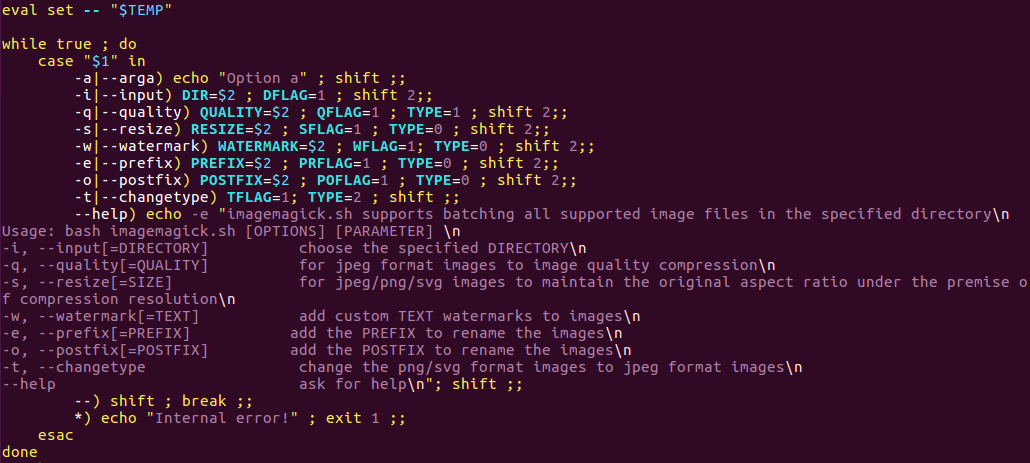 eval set -- "$TEMP"

while true ; do
    case "$1" in
        -a|--arga) echo "Option a" ; shift ;;
        -i|--input) DIR=$2 ; DFLAG=1 ; shift 2;;
        -q|--quality) QUALITY=$2 ; QFLAG=1 ; TYPE=1 ; shift 2;;
        -s|--resize) RESIZE=$2 ; SFLAG=1 ; TYPE=0 ; shift 2;;
        -w|--watermark) WATERMARK=$2 ; WFLAG=1; TYPE=0 ; shift 2;;
        -e|--prefix) PREFIX=$2 ; PRFLAG=1 ; TYPE=0 ; shift 2;;
        -o|--postfix) POSTFIX=$2 ; POFLAG=1 ; TYPE=0 ; shift 2;;
        -t|--changetype) TFLAG=1; TYPE=2 ; shift ;;
        --help) echo -e "imagemagick.sh supports batching all supported image files in the specified directory\n
Usage: bash imagemagick.sh [OPTIONS] [PARAMETER] \n
-i, --input[=DIRECTORY]          choose the specified DIRECTORY\n
-q, --quality[=QUALITY]          for jpeg format images to image quality compression\n
-s, --resize[=SIZE]              for jpeg/png/svg images to maintain the original aspect ratio under the premise o
f compression resolution\n
-w, --watermark[=TEXT]           add custom TEXT watermarks to images\n
-e, --prefix[=PREFIX]           add the PREFIX to rename the images\n
-o, --postfix[=POSTFIX]         add the POSTFIX to rename the images\n
-t, --changetype                 change the png/svg format images to jpeg format images\n
--help                           ask for help\n"; shift ;;
        --) shift ; break ;;
        *) echo "Internal error!" ; exit 1 ;;
    esac
done